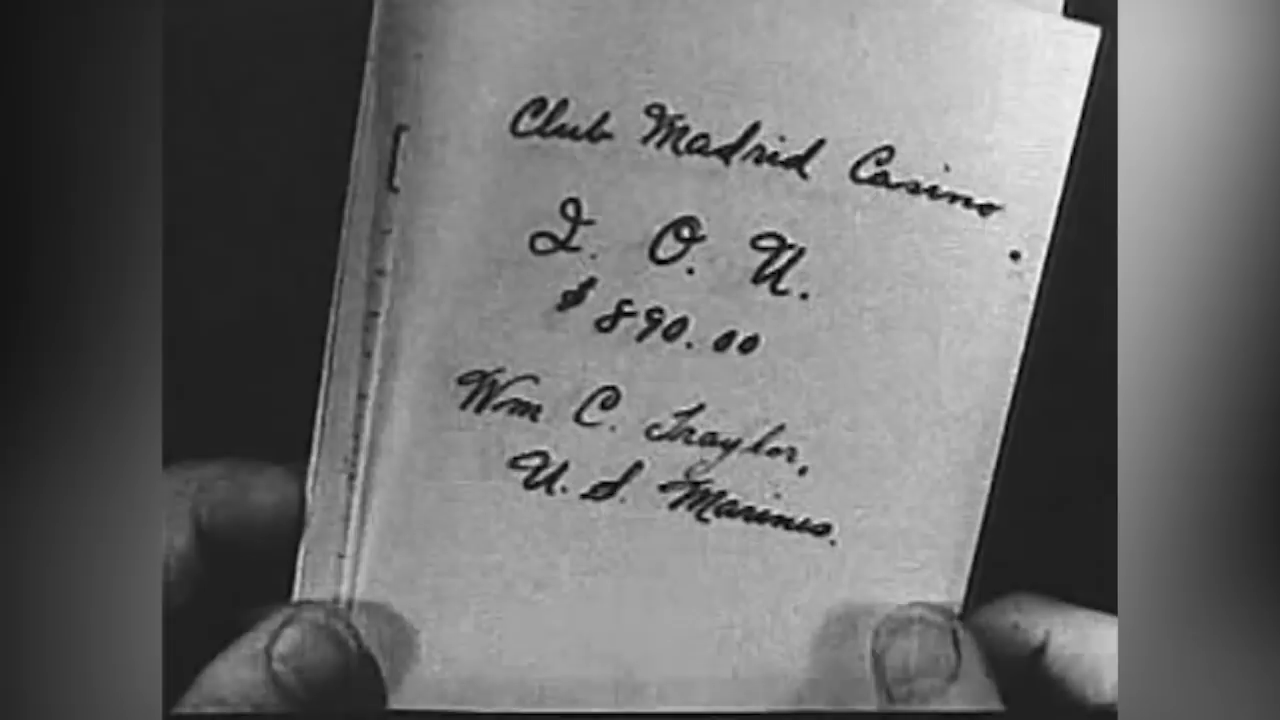 Club Madrid Casino.
I. O. U.
$890.00
Wm C. Traylor,
U. S. Marines.